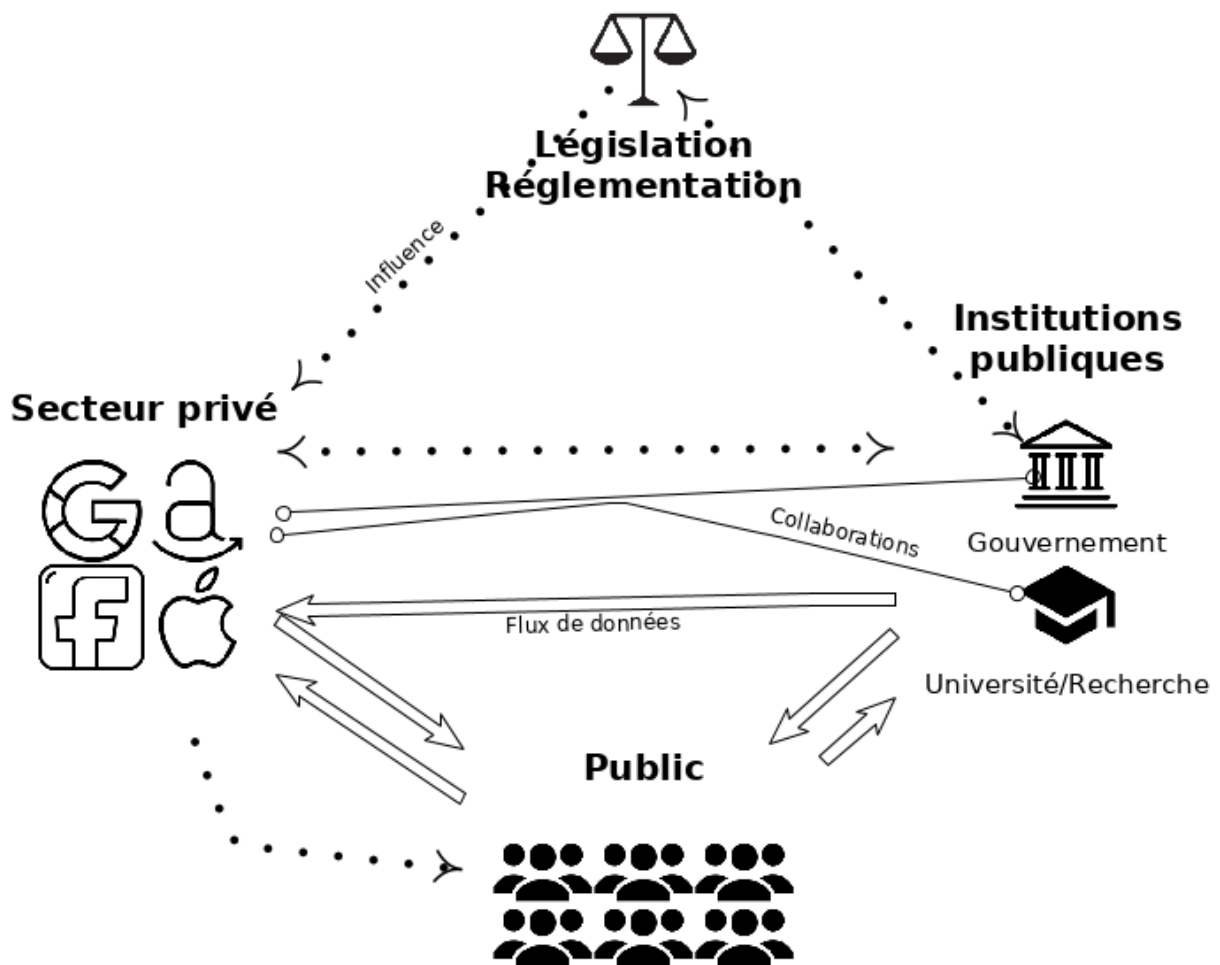 Législation
Réglementation
Influence
Institutions
publiques
Secteur privé
Collaborations
Gouvernement
Flux de données
Université/Recherche
Public